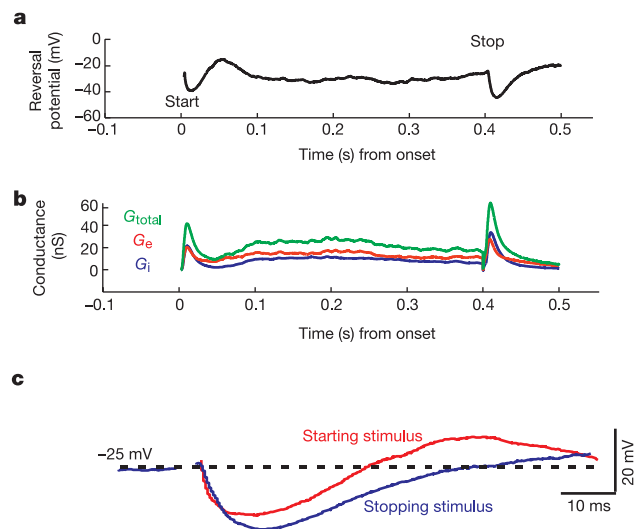 a
Reversal
potential (mV)
0
−20
−40
−60
Start
Stop
−0.1
0
0.1
0.2
0.3
0.4
0.5
Time (s) from onset
b
Conductance
(nS)
60
40
20
0
Gtotal
Ge
Gi
−0.1
0
0.1
0.2
0.3
0.4
0.5
Time (s) from onset
c
−25 mV
Starting stimulus
Stopping stimulus
20 mV
10 ms